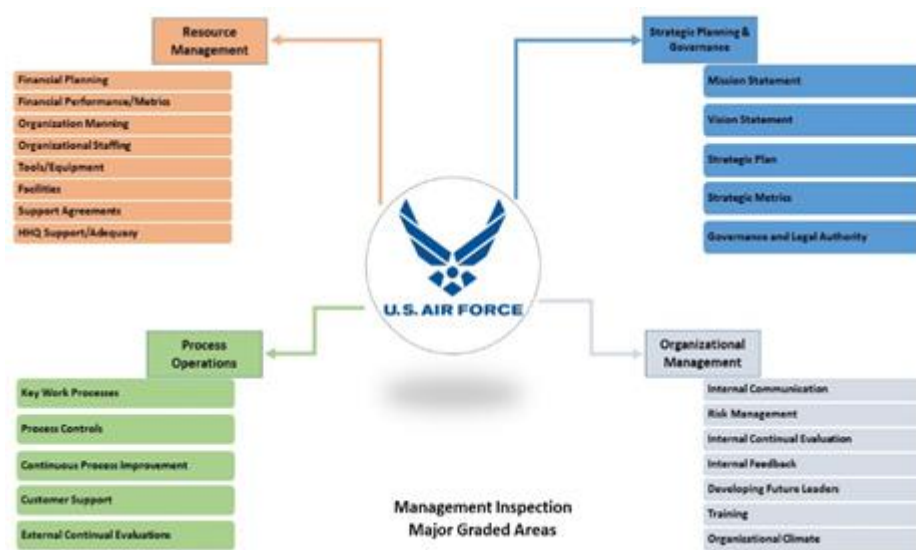 Resource
Management
Financial Planning
Financial Performance/Metrics
Organization Manning
Organizational Staffing
Tools/Equipment
Facilities
Support Agreements
HHQ Support/Adequacy
Strategic Planning &
Governance
Mission Statement
Vision Statement
Strategic Plan
Strategic Metrics
Governance and Legal Authority
U.S. AIR FORCE
Process
Operations
Key Work Processes
Process Controls
Continuous Process Improvement
Customer Support
External Continual Evaluations
Organizational
Management
Internal Communication
Risk Management
Internal Continual Evaluation
Internal Feedback
Developing Future Leaders
Training
Organizational Climate
Management Inspection
Major Graded Areas